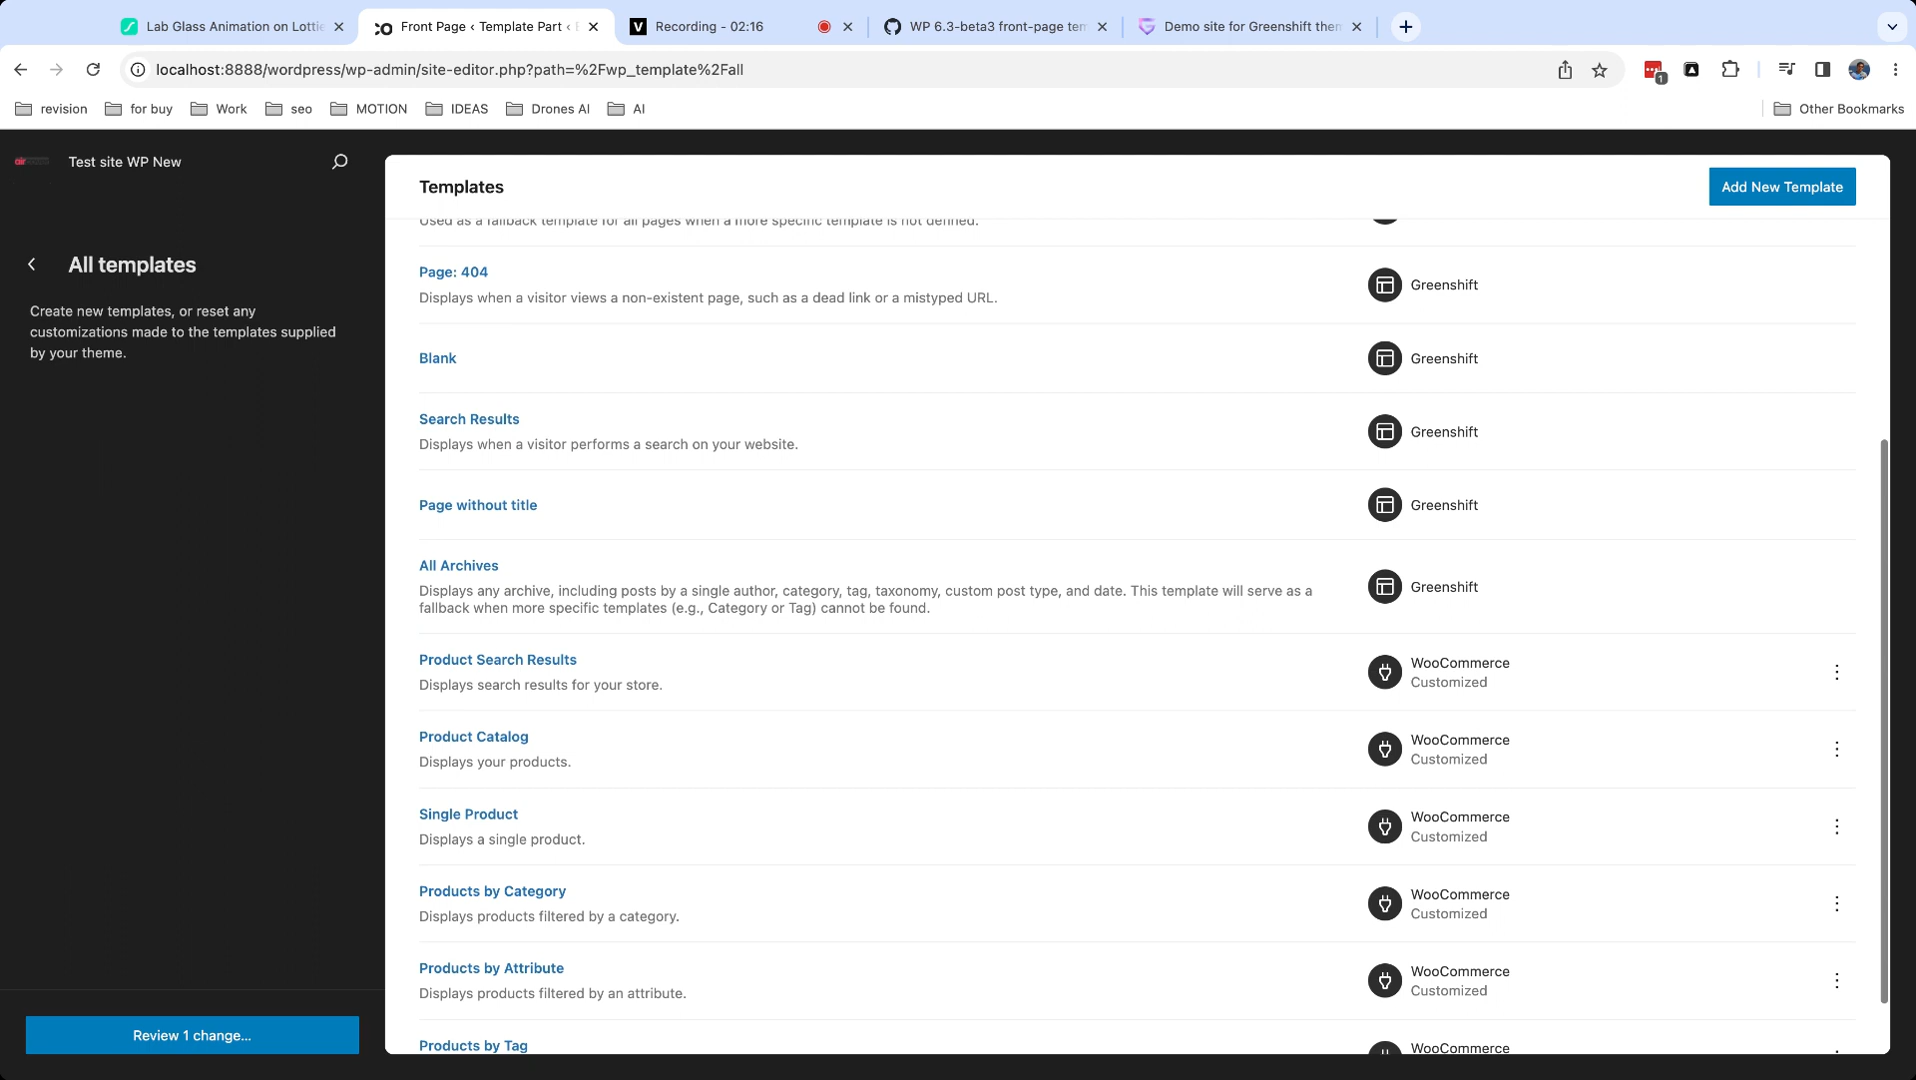 Lab Glass Animation on Lottie
Front Page ‹ Template Part ‹
Recording - 02:16
WP 6.3-beta3 front-page tem
Demo site for Greenshift them
localhost:8888/wordpress/wp-admin/site-editor.php?path=%2Fwp_template%2Fall
1
revision
for buy
Work
seo
MOTION
IDEAS
Drones AI
AI
Other Bookmarks
Test site WP New
All templates
Create new templates, or reset any
customizations made to the templates supplied
by your theme.
Review 1 change...
Templates
Add New Template
Used as a fallback template for all pages when a more specific template is not defined.
Page: 404
Displays when a visitor views a non-existent page, such as a dead link or a mistyped URL.
Greenshift
Blank
Greenshift
Search Results
Displays when a visitor performs a search on your website.
Greenshift
Page without title
Greenshift
All Archives
Displays any archive, including posts by a single author, category, tag, taxonomy, custom post type, and date. This template will serve as a
fallback when more specific templates (e.g., Category or Tag) cannot be found.
Greenshift
Product Search Results
Displays search results for your store.
WooCommerce
Customized
Product Catalog
Displays your products.
WooCommerce
Customized
Single Product
Displays a single product.
WooCommerce
Customized
Products by Category
Displays products filtered by a category.
WooCommerce
Customized
Products by Attribute
Displays products filtered by an attribute.
WooCommerce
Customized
Products by Tag
WooCommerce